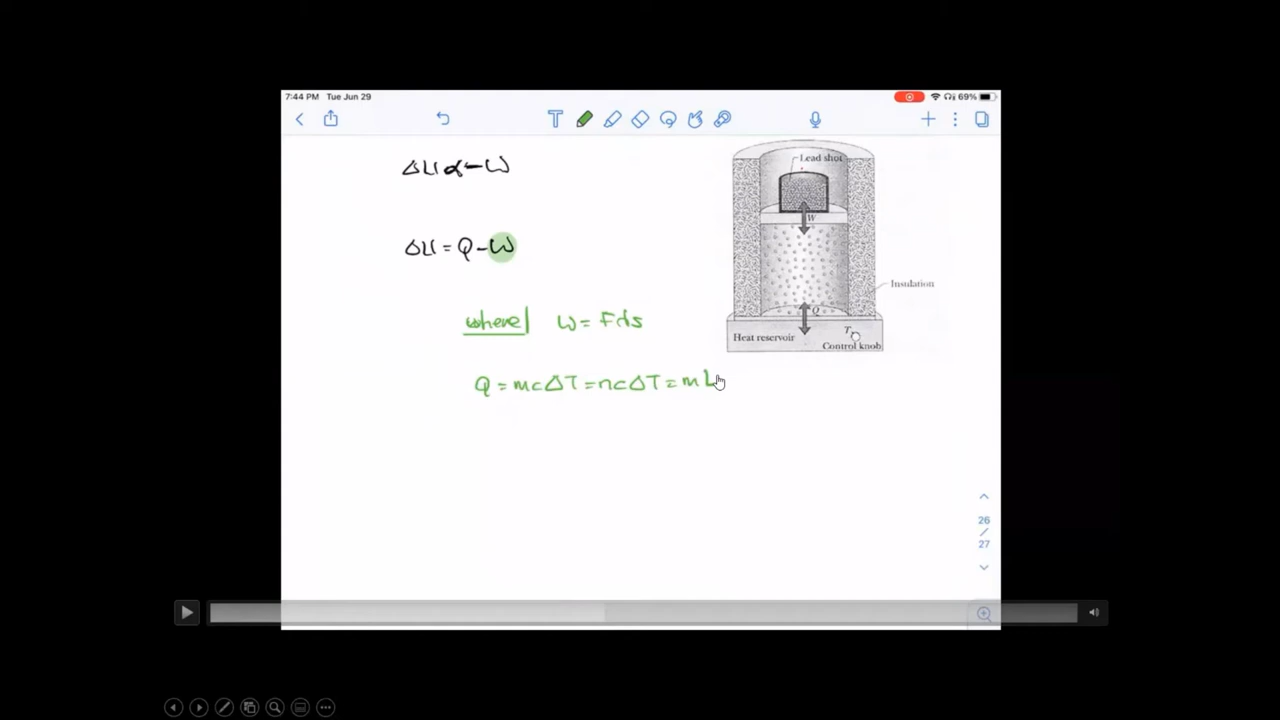 7:44 PM Tue Jun 29
69%
ΔU α -W
Lead shot
W
ΔU = Q - W
Insulation
where W = Fds
Q
T
Heat reservoir
Control knob
Q = mcΔT = ncΔT = mL
26
/
27